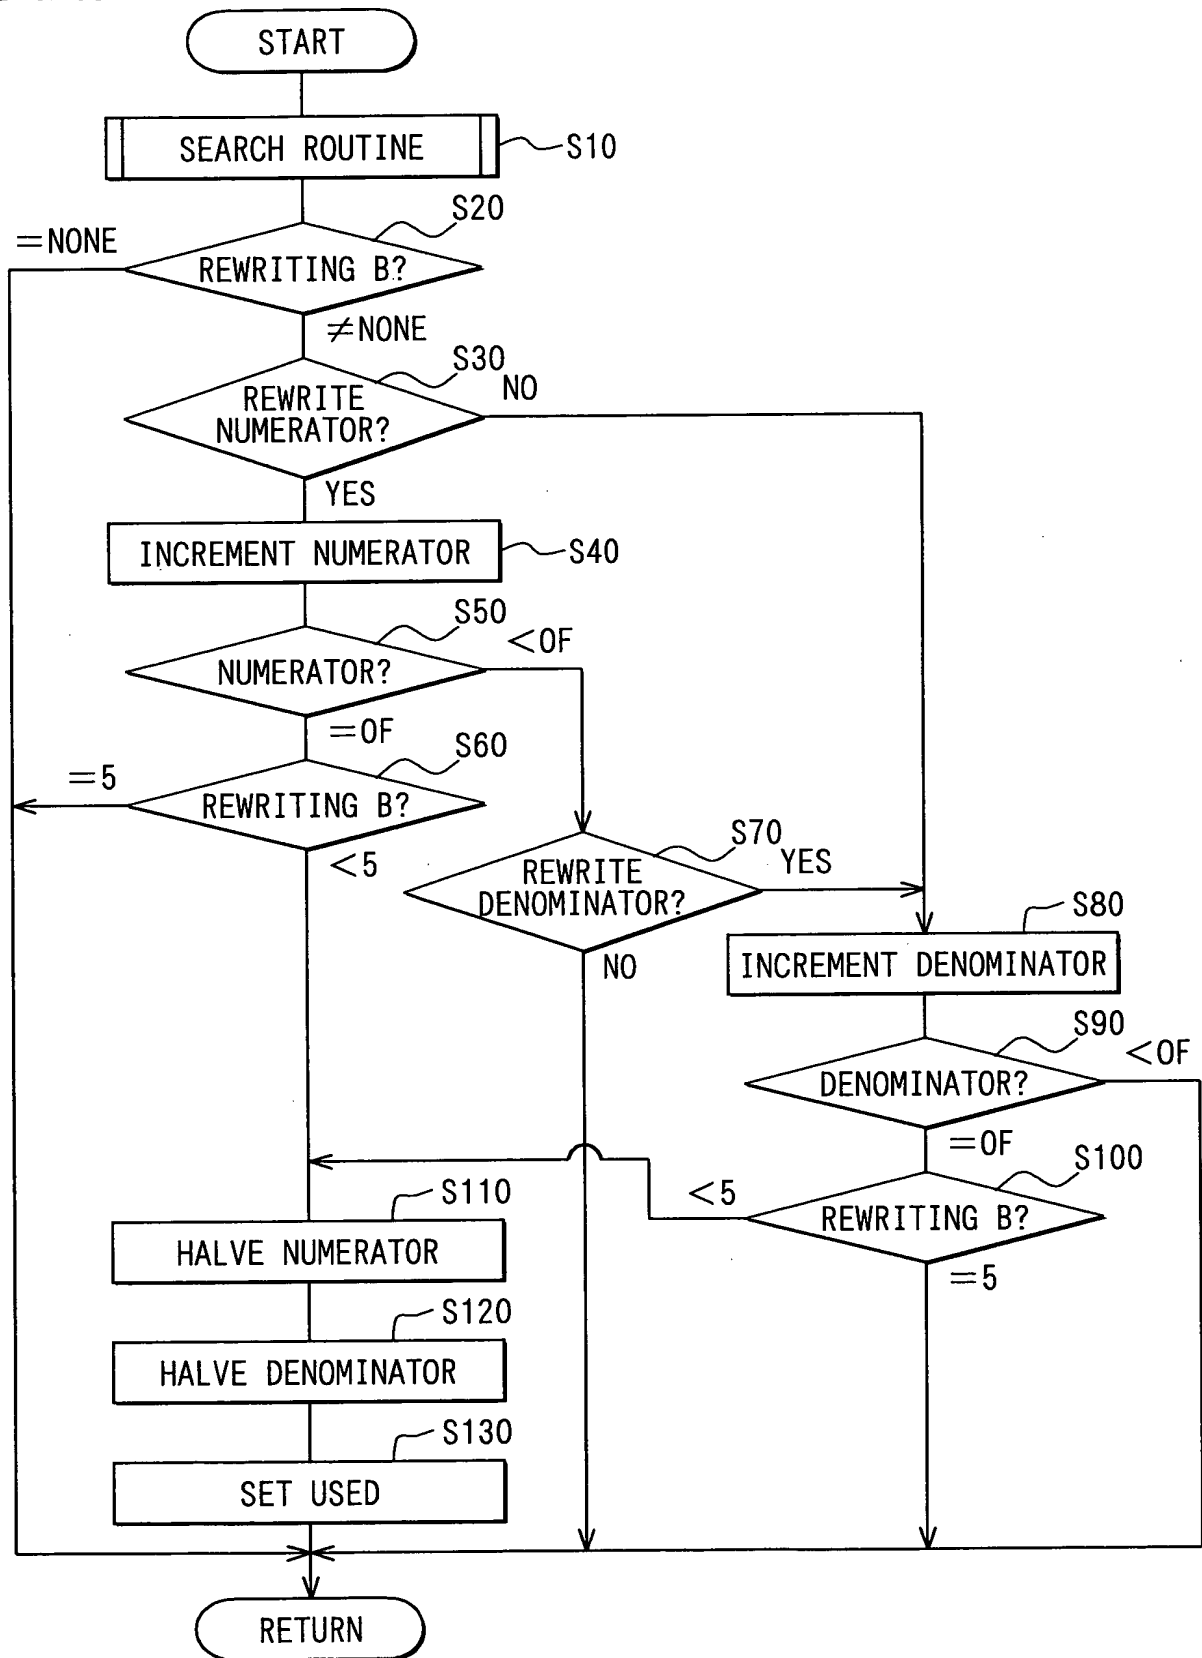 START
SEARCH ROUTINE
S10
S20
=NONE
REWRITING B?
≠NONE
S30
NO
REWRITE
NUMERATOR?
YES
INCREMENT NUMERATOR
S40
S50
<OF
NUMERATOR?
=OF
S60
=5
REWRITING B?
<5
S70
YES
REWRITE
DENOMINATOR?
NO
S80
INCREMENT DENOMINATOR
S90
<OF
DENOMINATOR?
=OF
S100
<5
REWRITING B?
=5
S110
HALVE NUMERATOR
S120
HALVE DENOMINATOR
S130
SET USED
RETURN